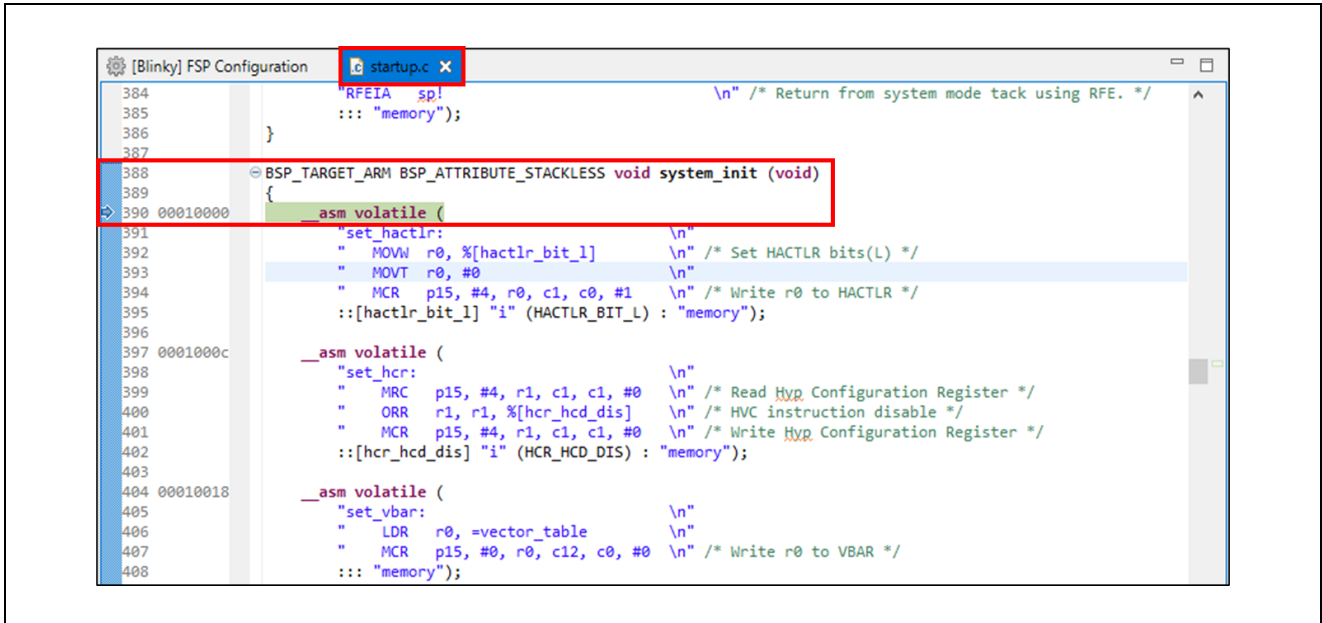 [Blinky] FSP Configuration startup.c
384 "RFEIA sp! \n" /* Return from system mode tack using RFE. */
385 ::: "memory");
386 }
387
388 BSP_TARGET_ARM BSP_ATTRIBUTE_STACKLESS void system_init (void)
389 {
390 00010000 __asm volatile (
391 "set_hactlr: \n"
392 " MOVW r0, %[hactlr_bit_l] \n" /* Set HACTLR bits(L) */
393 " MOVT r0, #0 \n"
394 " MCR p15, #4, r0, c1, c0, #1 \n" /* Write r0 to HACTLR */
395 ::[hactlr_bit_l] "i" (HACTLR_BIT_L) : "memory");
396
397 0001000c __asm volatile (
398 "set_hcr: \n"
399 " MRC p15, #4, r1, c1, c1, #0 \n" /* Read Hyp Configuration Register */
400 " ORR r1, r1, %[hcr_hcd_dis] \n" /* HVC instruction disable */
401 " MCR p15, #4, r1, c1, c1, #0 \n" /* Write Hyp Configuration Register */
402 ::[hcr_hcd_dis] "i" (HCR_HCD_DIS) : "memory");
403
404 00010018 __asm volatile (
405 "set_vbar: \n"
406 " LDR r0, =vector_table \n"
407 " MCR p15, #0, r0, c12, c0, #0 \n" /* Write r0 to VBAR */
408 ::: "memory");